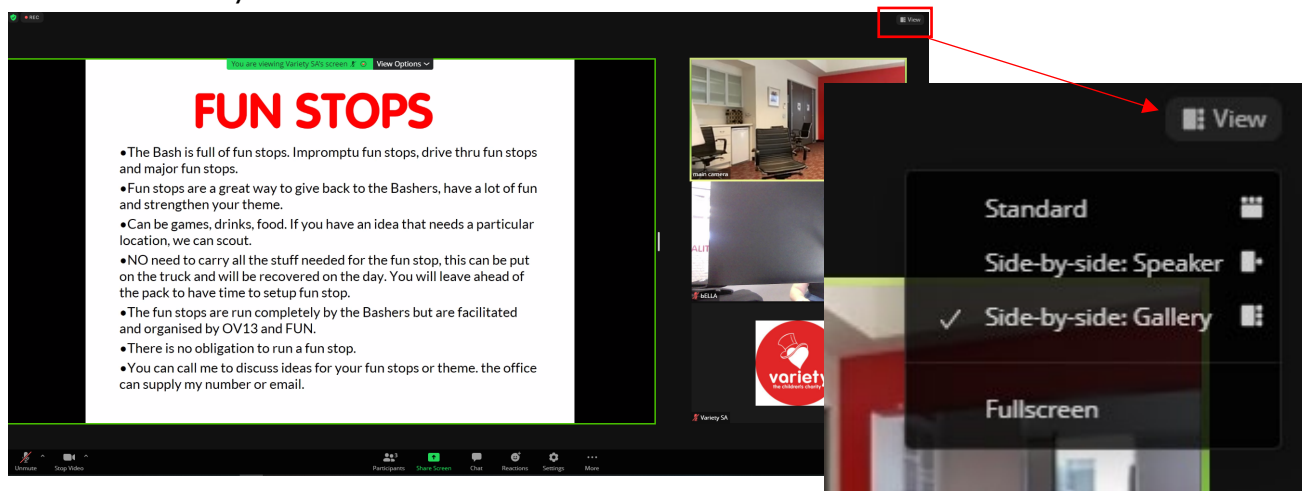 REC
View
You are viewing Variety SA's screen
View Options
FUN STOPS
•The Bash is full of fun stops. Impromptu fun stops, drive thru fun stops
and major fun stops.
•Fun stops are a great way to give back to the Bashers, have a lot of fun
and strengthen your theme.
•Can be games, drinks, food. If you have an idea that needs a particular
location, we can scout.
•NO need to carry all the stuff needed for the fun stop, this can be put
on the truck and will be recovered on the day. You will leave ahead of
the pack to have time to setup fun stop.
•The fun stops are run completely by the Bashers but are facilitated
and organised by OV13 and FUN.
•There is no obligation to run a fun stop.
•You can call me to discuss ideas for your fun stops or theme. the office
can supply my number or email.
main camera
ALIT
bELLA
variety
the children's charity
Variety SA
View
Standard
Side-by-side: Speaker
✓ Side-by-side: Gallery
Fullscreen
Unmute
Stop Video
3
Participants
Share Screen
Chat
Reactions
Settings
More